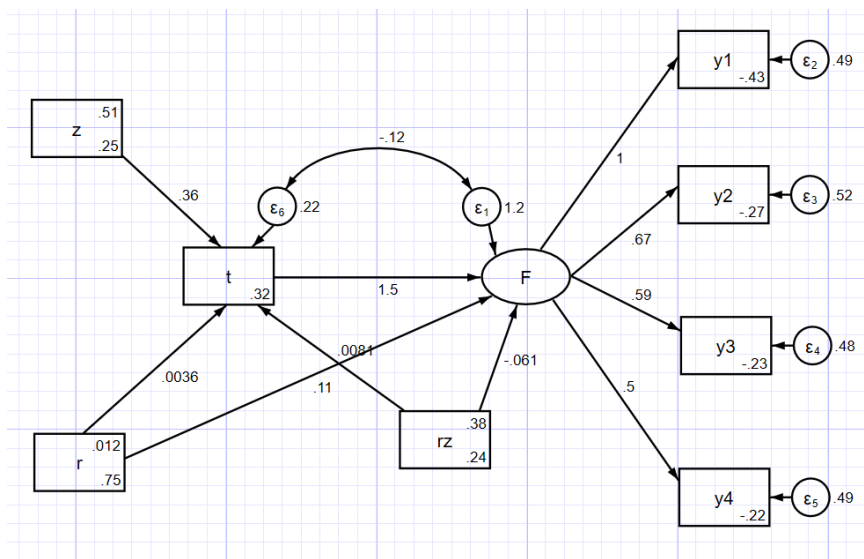 y1
-.43
ε2
.49
.51
z
.25
-.12
.36
ε6
.22
ε1
1.2
1
y2
-.27
ε3
.52
.67
t
.32
1.5
F
.59
y3
-.23
ε4
.48
.0036
.0081
.11
-.061
.5
.012
r
.75
.38
rz
.24
y4
-.22
ε5
.49